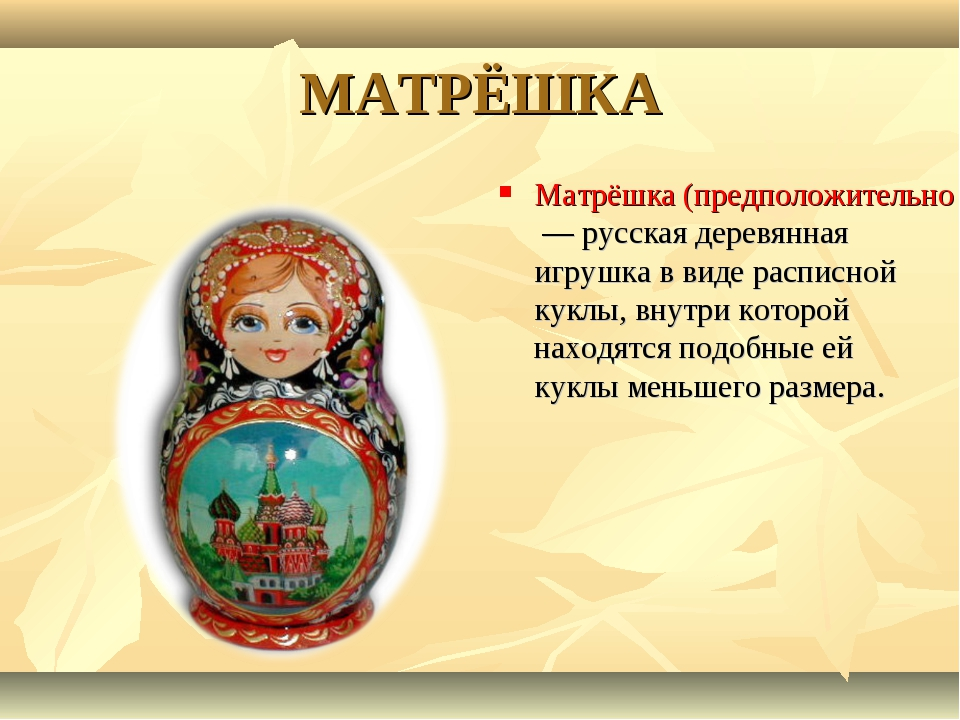 МАТРЁШКА
Матрёшка (предположительно
— русская деревянная
игрушка в виде расписной
куклы, внутри которой
находятся подобные ей
куклы меньшего размера.